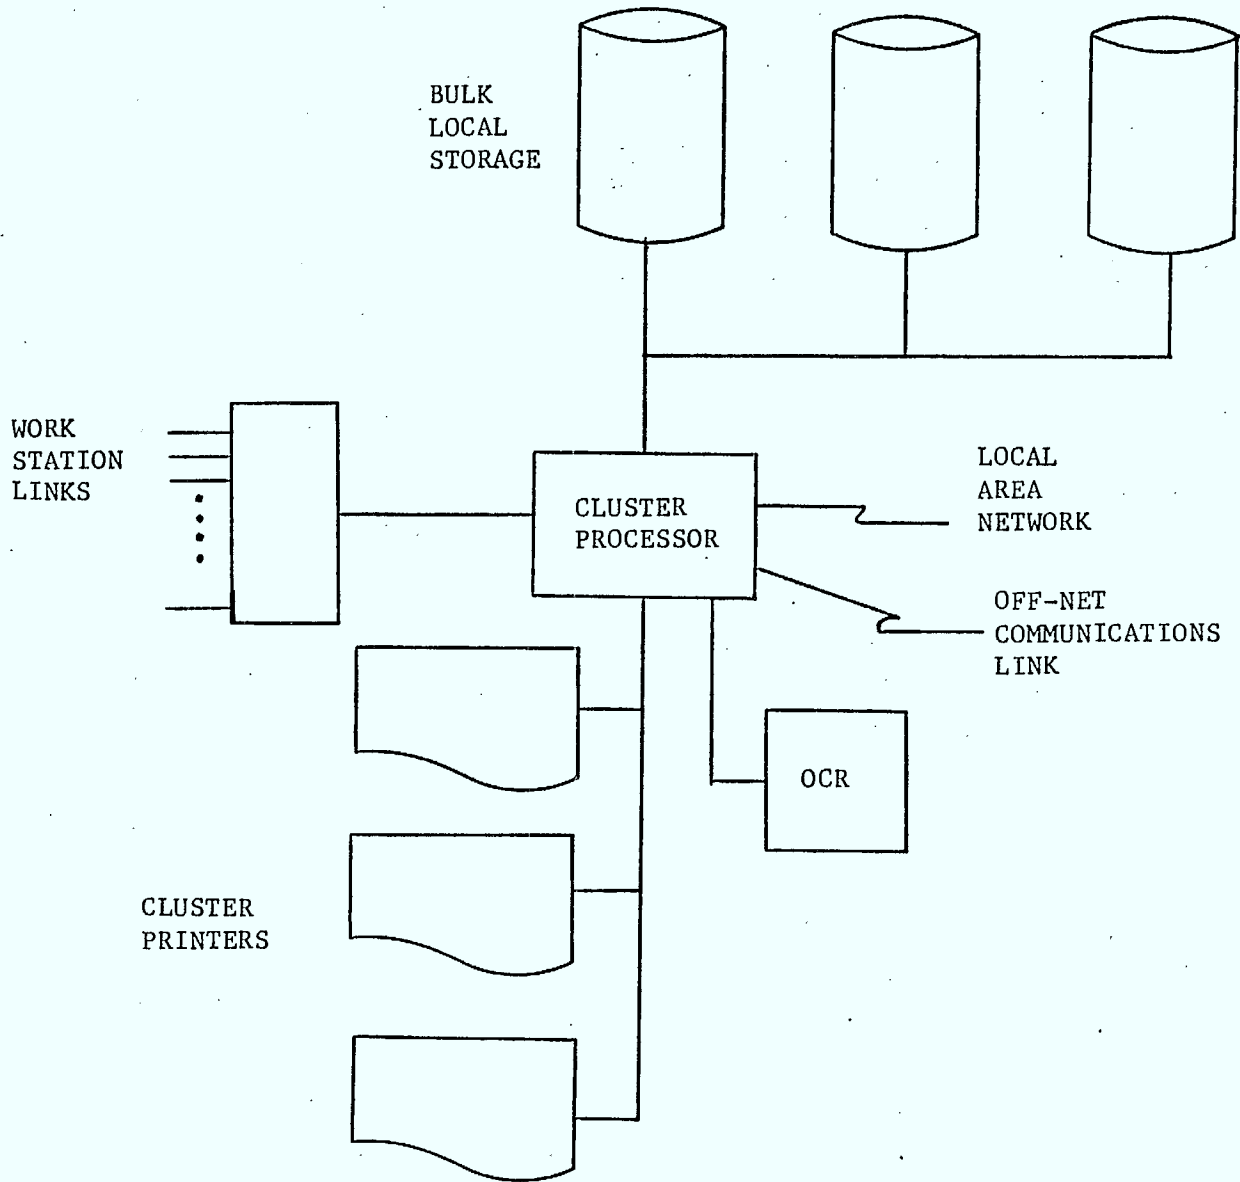 BULK
LOCAL
STORAGE
WORK
STATION
LINKS
CLUSTER
PROCESSOR
LOCAL
AREA
NETWORK
OFF-NET
COMMUNICATIONS
LINK
OCR
CLUSTER
PRINTERS